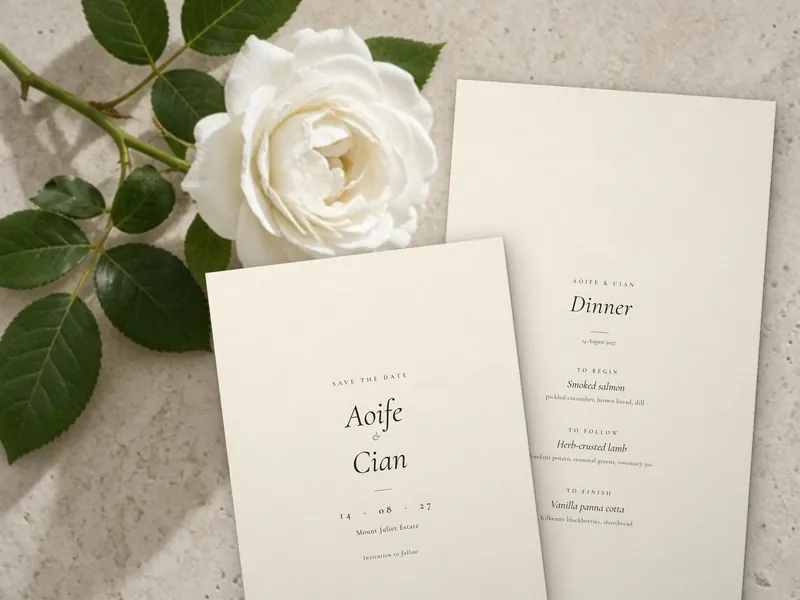 SAVE THE DATE
Aoife
&
Cian
14 . 08 . 27
Mount Juliet Estate
Invitation to follow
AOIFE & CIAN
Dinner
14 August 2027
TO BEGIN
Smoked salmon
pickled cucumber, brown bread, dill
TO FOLLOW
Herb-crusted lamb
fondant potato, seasonal greens, rosemary jus
TO FINISH
Vanilla panna cotta
Kilkenny blackberries, shortbread